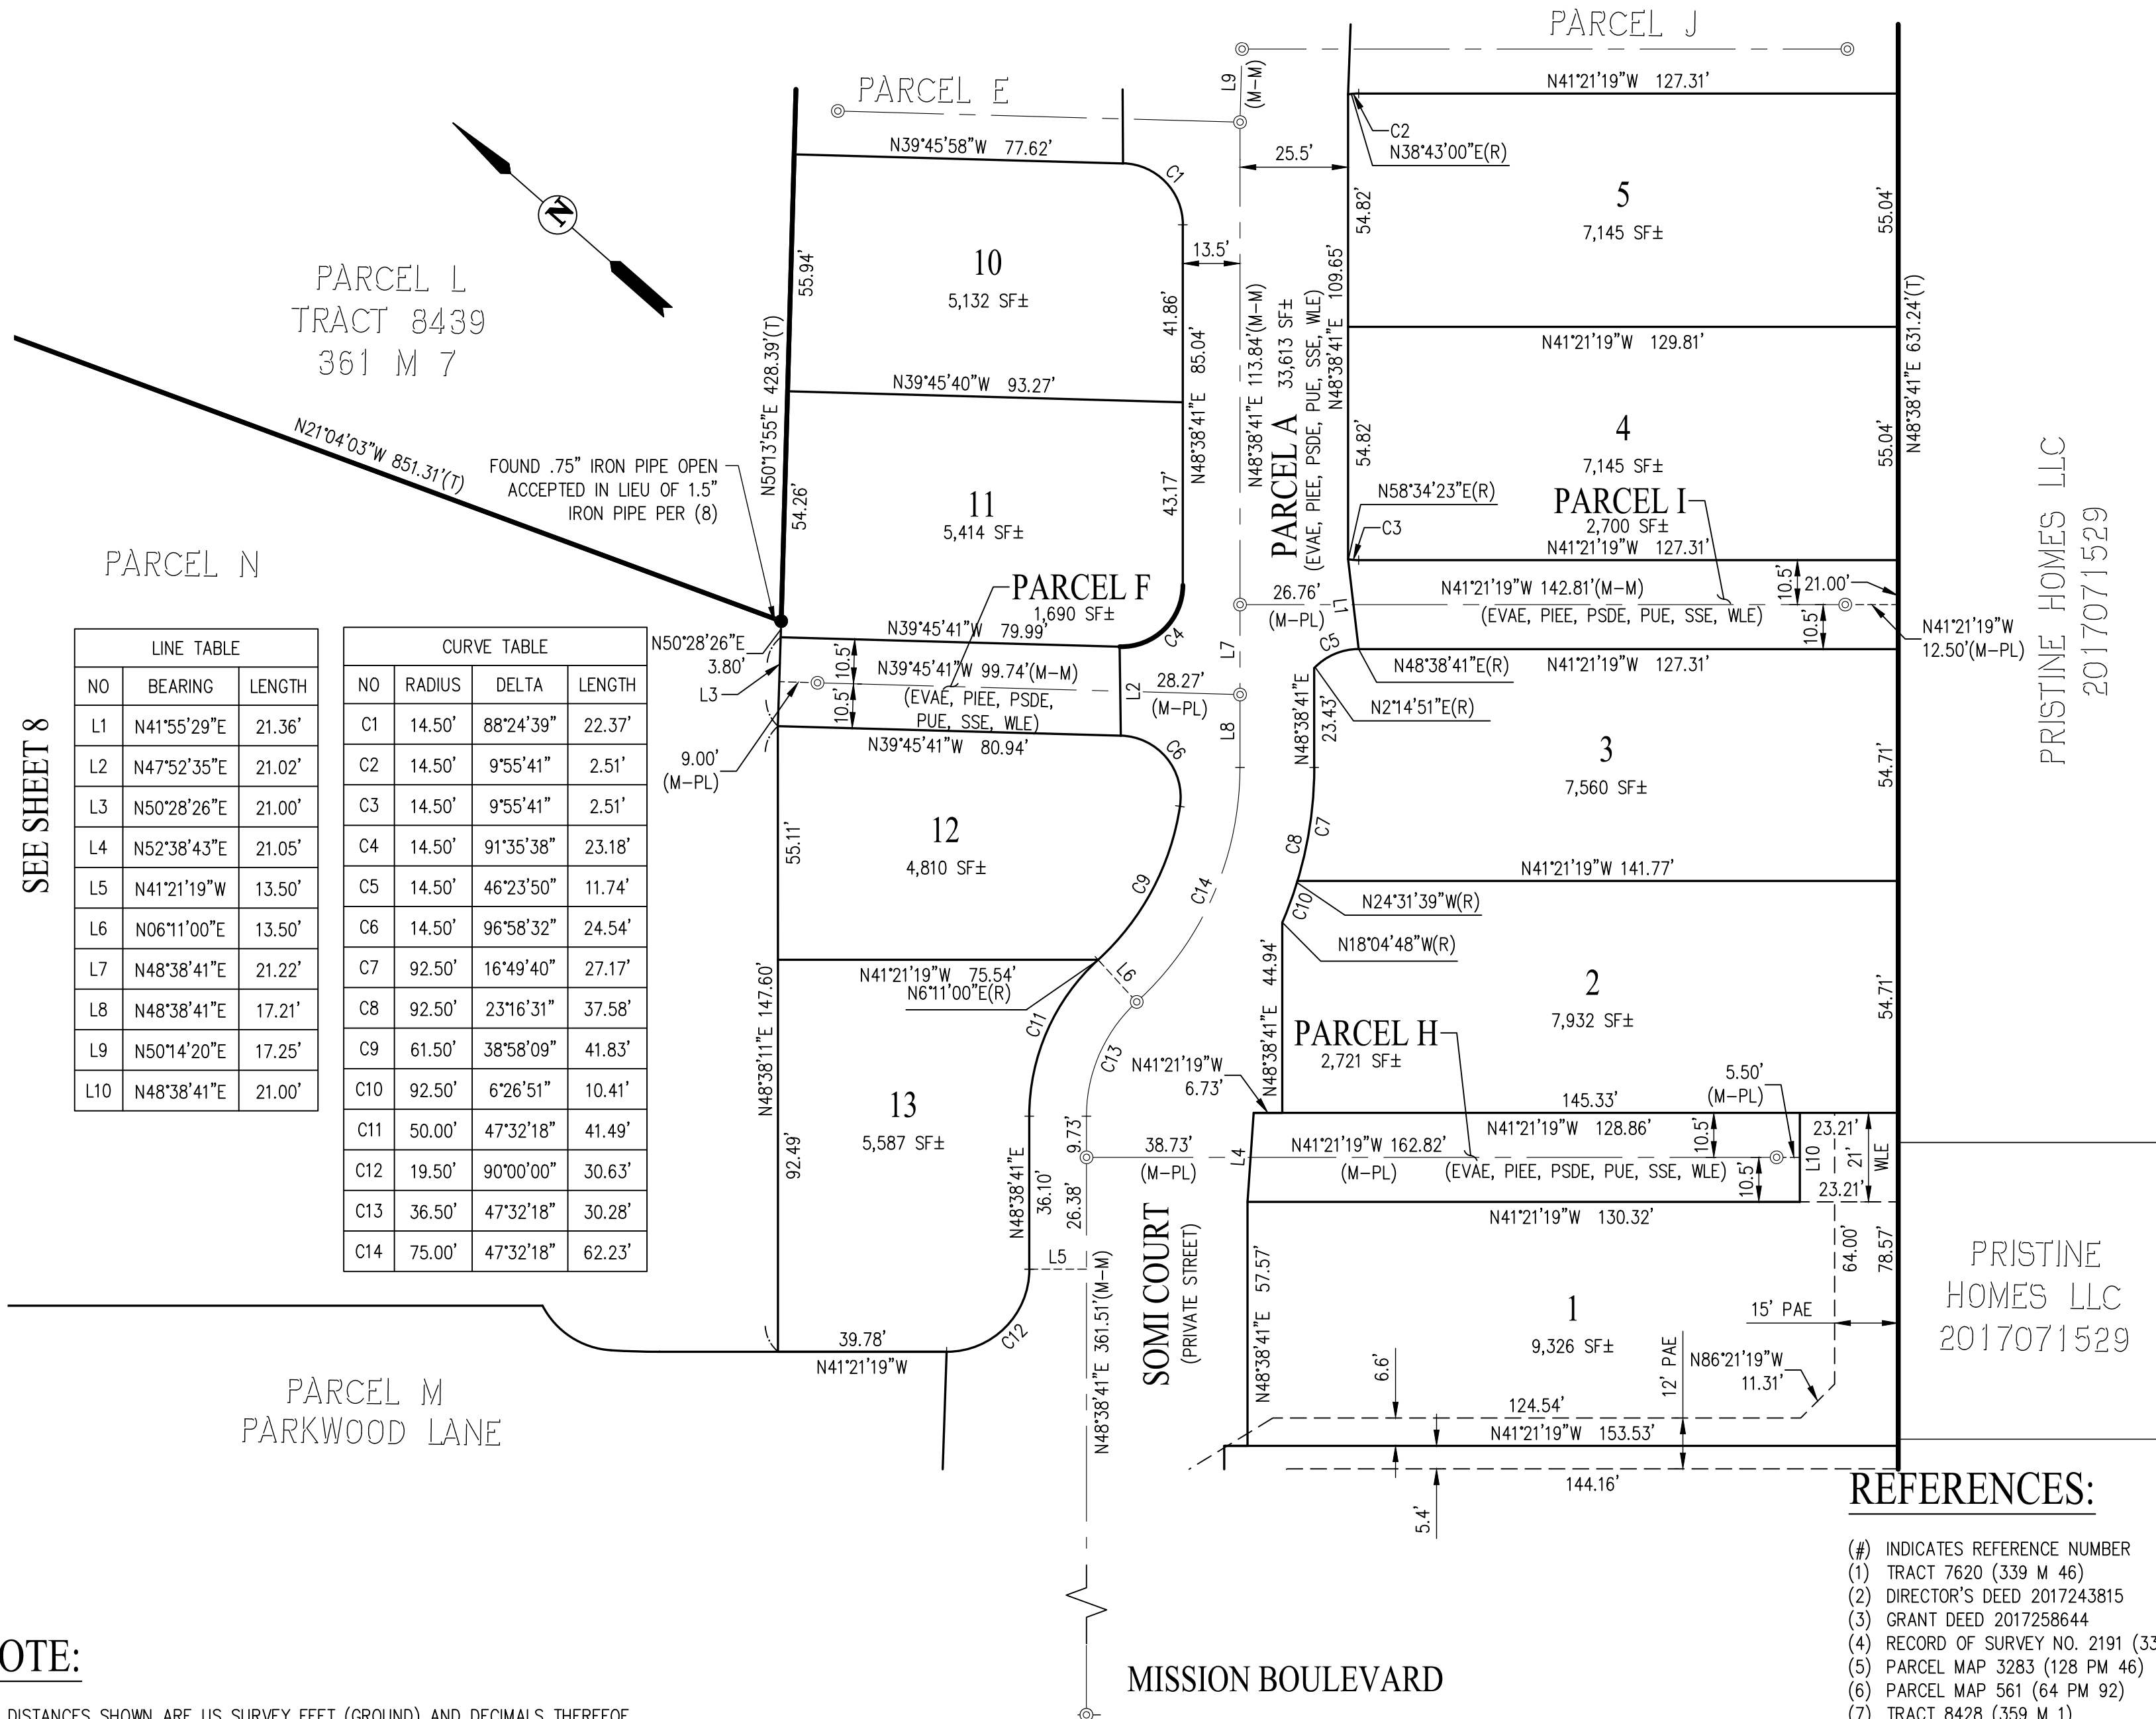 PARCEL J
N41°21'19"W 127.31'
L9
(M-M)
PARCEL E
C2
N38°43'00"E(R)
N39°45'58"W 77.62'
C1
25.5'
5
7,145 SF±
54.82'
55.04'
N
10
5,132 SF±
55.94'
41.86'
13.5'
PARCEL L
TRACT 8439
361 M 7
N50°13'55"E 428.39'(T)
N48°38'41"E 85.04'
N48°38'41"E 113.84'(M-M)
PARCEL A 33,613 SF±
(EVAE, PIEE, PSDE, PUE, SSE, WLE)
N48°38'41"E 109.65'
N48°38'41"E 631.24'(T)
N41°21'19"W 129.81'
N39°45'40"W 93.27'
N21°04'03"W 851.31'(T)
FOUND .75" IRON PIPE OPEN
ACCEPTED IN LIEU OF 1.5"
IRON PIPE PER (8)
54.26'
11
5,414 SF±
43.17'
54.82'
4
7,145 SF±
55.04'
N58°34'23"E(R)
C3
PARCEL I
2,700 SF±
N41°21'19"W 127.31'
PRISTINE HOMES LLC
2017071529
PARCEL N
PARCEL F
1,690 SF±
N39°45'41"W 79.99'
C4
26.76'
(M-PL)
L1
N41°21'19"W 142.81'(M-M)
(EVAE, PIEE, PSDE, PUE, SSE, WLE)
10.5'
10.5'
21.00'
N41°21'19"W
12.50'(M-PL)
C5
N48°38'41"E(R)
N41°21'19"W 127.31'
N2°14'51"E(R)
N50°28'26"E
3.80'
L3
10.5'
10.5'
N39°45'41"W 99.74'(M-M)
(EVAE, PIEE, PSDE,
PUE, SSE, WLE)
L2
28.27'
(M-PL)
L7
L8
9.00'
(M-PL)
N39°45'41"W 80.94'
C6
SEE SHEET 8
LINE TABLE
NO BEARING LENGTH
L1 N41°55'29"E 21.36'
L2 N47°52'35"E 21.02'
L3 N50°28'26"E 21.00'
L4 N52°38'43"E 21.05'
L5 N41°21'19"W 13.50'
L6 N06°11'00"E 13.50'
L7 N48°38'41"E 21.22'
L8 N48°38'41"E 17.21'
L9 N50°14'20"E 17.25'
L10 N48°38'41"E 21.00'
CURVE TABLE
NO RADIUS DELTA LENGTH
C1 14.50' 88°24'39" 22.37'
C2 14.50' 9°55'41" 2.51'
C3 14.50' 9°55'41" 2.51'
C4 14.50' 91°35'38" 23.18'
C5 14.50' 46°23'50" 11.74'
C6 14.50' 96°58'32" 24.54'
C7 92.50' 16°49'40" 27.17'
C8 92.50' 23°16'31" 37.58'
C9 61.50' 38°58'09" 41.83'
C10 92.50' 6°26'51" 10.41'
C11 50.00' 47°32'18" 41.49'
C12 19.50' 90°00'00" 30.63'
C13 36.50' 47°32'18" 30.28'
C14 75.00' 47°32'18" 62.23'
55.11'
12
4,810 SF±
C9
C14
N48°38'41"E
23.43'
C8
C7
3
7,560 SF±
54.71'
N41°21'19"W 141.77'
C10
N24°31'39"W(R)
N18°04'48"W(R)
N41°21'19"W 75.54'
N6°11'00"E(R)
L6
C11
C13
N48°38'11"E 147.60'
92.49'
13
5,587 SF±
N48°38'41"E 44.94'
2
7,932 SF±
54.71'
PARCEL H
2,721 SF±
N41°21'19"W
6.73'
145.33'
5.50'
(M-PL)
N41°21'19"W 128.86'
10.5'
23.21'
9.73'
38.73'
(M-PL)
L4
N41°21'19"W 162.82'
(M-PL)
(EVAE, PIEE, PSDE, PUE, SSE, WLE)
10.5'
L10
21'
WLE
23.21'
N48°38'41"E
36.10'
26.38'
N41°21'19"W 130.32'
L5
SOMI COURT
(PRIVATE STREET)
N48°38'41"E 361.51'(M-M)
N48°38'41"E 57.57'
1
9,326 SF±
64.00'
78.57'
15' PAE
PRISTINE
HOMES LLC
2017071529
39.78'
N41°21'19"W
C12
6.6'
12' PAE
N86°21'19"W
11.31'
124.54'
N41°21'19"W 153.53'
144.16'
5.4'
PARCEL M
PARKWOOD LANE
MISSION BOULEVARD
REFERENCES:
(#) INDICATES REFERENCE NUMBER
(1) TRACT 7620 (339 M 46)
(2) DIRECTOR'S DEED 2017243815
(3) GRANT DEED 2017258644
(4) RECORD OF SURVEY NO. 2191 (33
(5) PARCEL MAP 3283 (128 PM 46)
(6) PARCEL MAP 561 (64 PM 92)
(7) TRACT 8428 (359 M 1)
OTE:
DISTANCES SHOWN ARE US SURVEY FEET (GROUND) AND DECIMALS THEREFOF